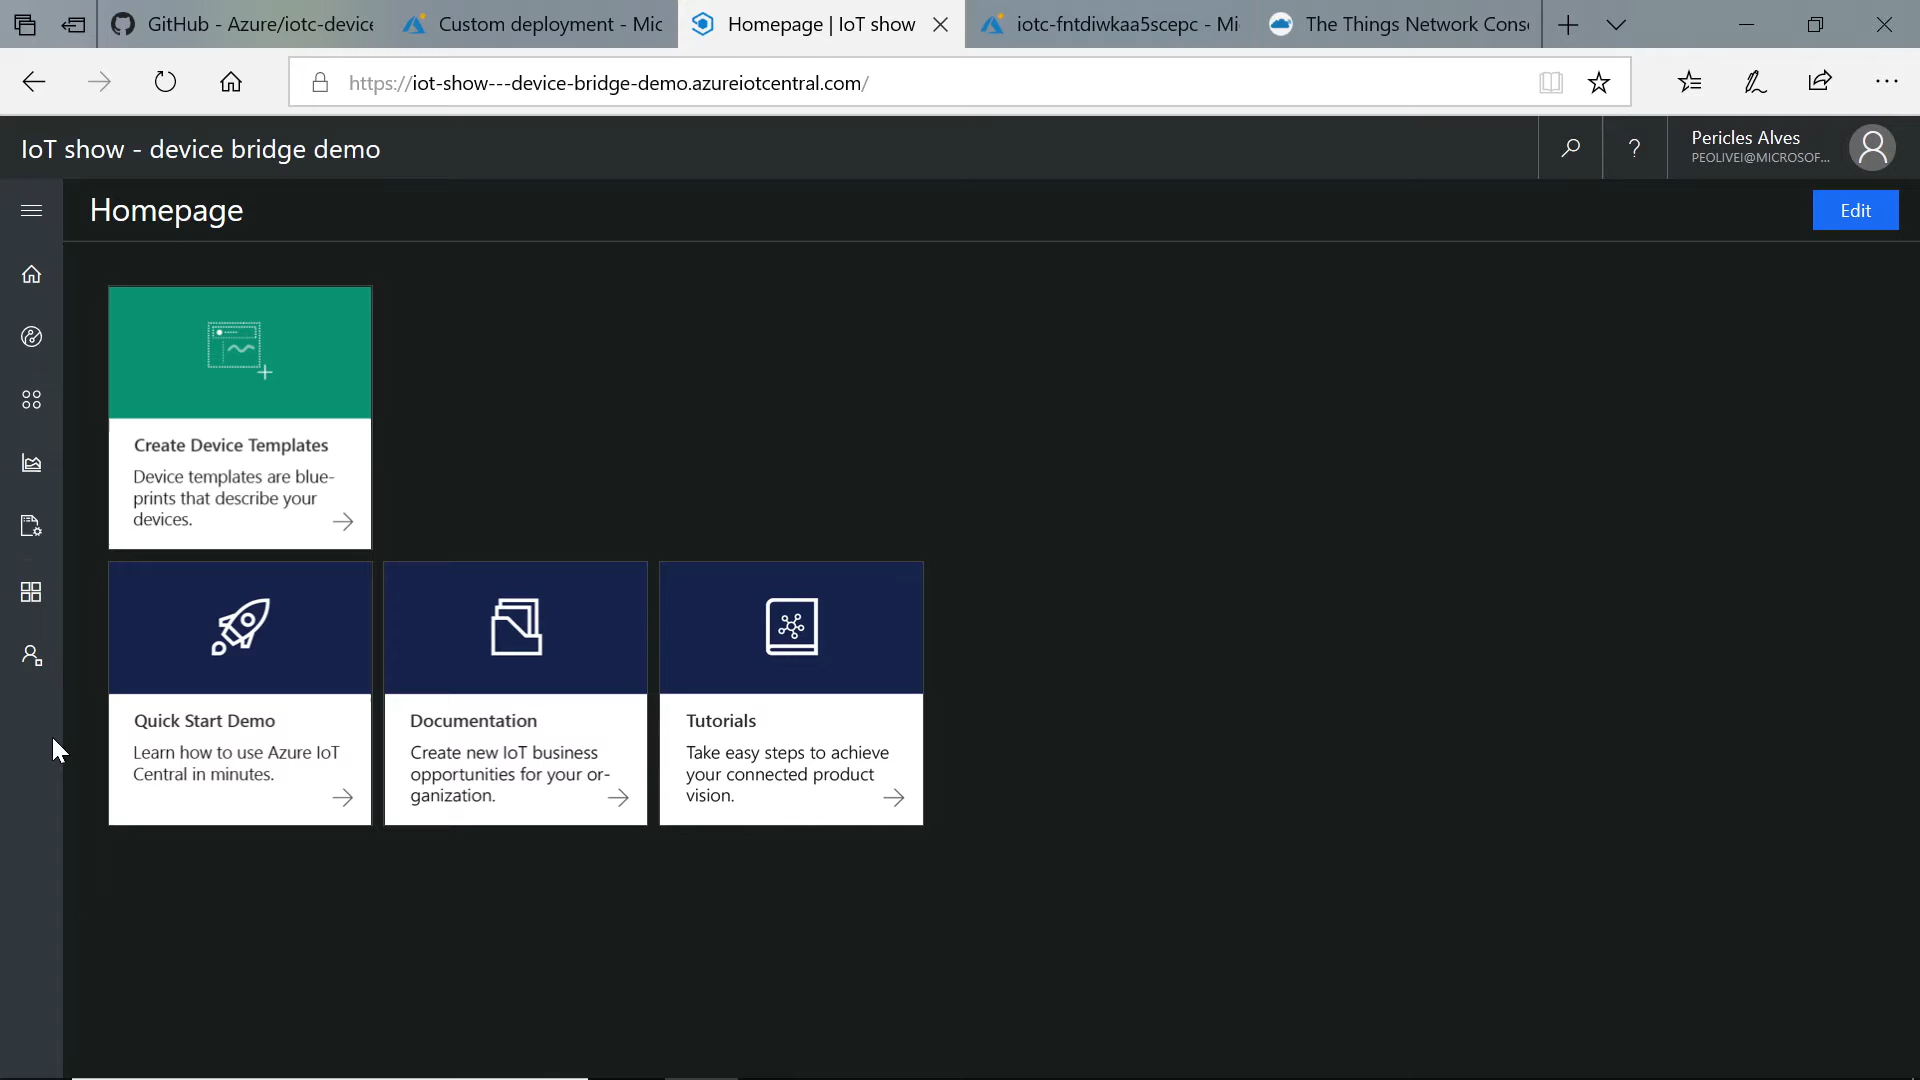 GitHub - Azure/iotc-device
Custom deployment - Mic
Homepage | IoT show
iotc-fntdiwkaa5scepc - Mi
The Things Network Conso
https://iot-show---device-bridge-demo.azureiotcentral.com/
IoT show - device bridge demo
?
Pericles Alves
PEOLIVEI@MICROSOF...
Homepage
Edit
Create Device Templates
Device templates are blue-
prints that describe your
devices.
Quick Start Demo
Learn how to use Azure IoT
Central in minutes.
Documentation
Create new IoT business
opportunities for your or-
ganization.
Tutorials
Take easy steps to achieve
your connected product
vision.